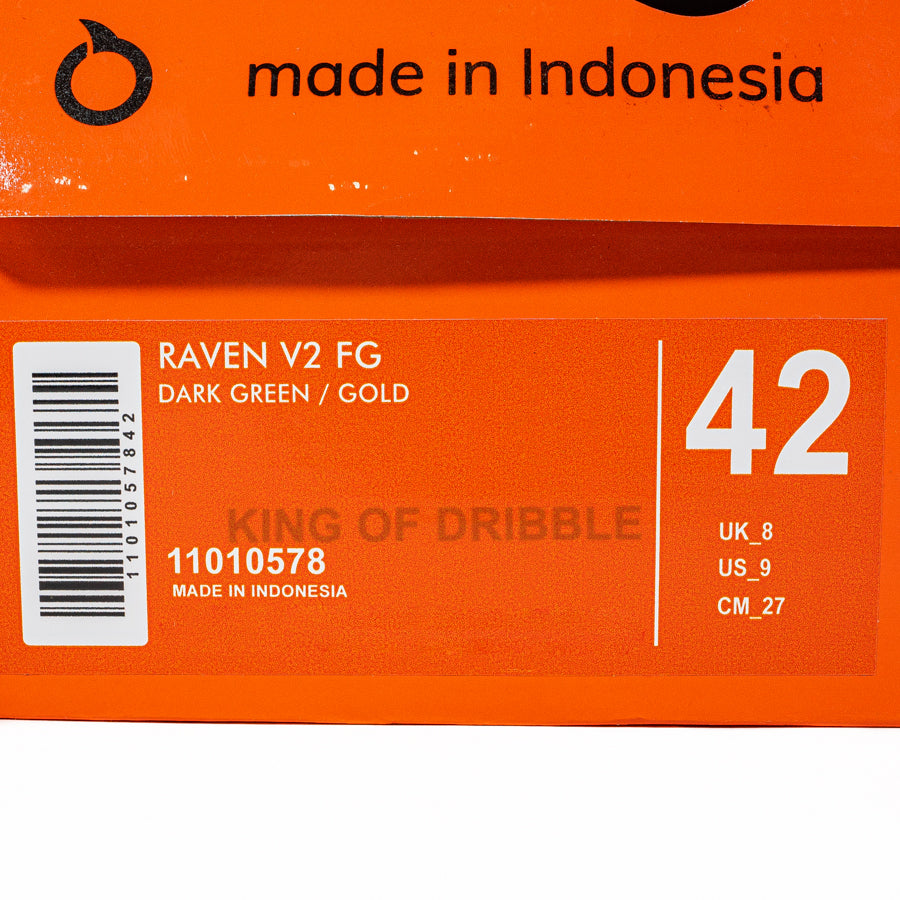 made in Indonesia
RAVEN V2 FG
DARK GREEN / GOLD
1101057842
KING OF DRIBBLE
11010578
MADE IN INDONESIA
42
UK_8
US_9
CM_27